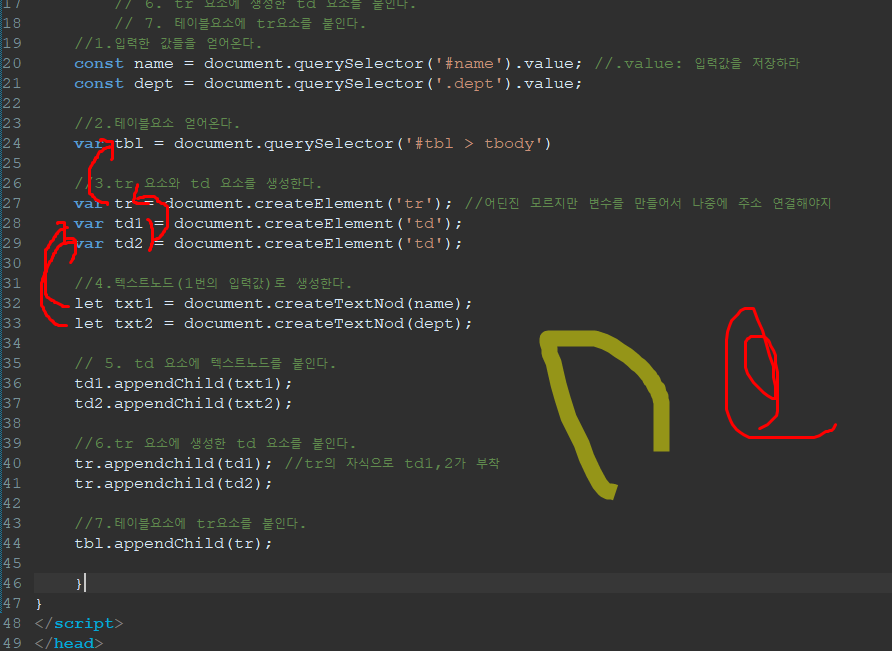 17 // 6. tr 요소에 생성한 td 요소를 붙인다.
18 // 7. 테이블요소에 tr요소를 붙인다.
19 //1.입력한 값들을 얻어온다.
20 const name = document.querySelector('#name').value; //.value: 입력값을 저장하라
21 const dept = document.querySelector('.dept').value;
22
23 //2.테이블요소 얻어온다.
24 var tbl = document.querySelector('#tbl > tbody')
25
26 //3.tr 요소와 td 요소를 생성한다.
27 var tr = document.createElement('tr'); //어딘진 모르지만 변수를 만들어서 나중에 주소 연결해야지
28 var td1 = document.createElement('td');
29 var td2 = document.createElement('td');
30
31 //4.텍스트노드(1번의 입력값)로 생성한다.
32 let txt1 = document.createTextNod(name);
33 let txt2 = document.createTextNod(dept);
34
35 // 5. td 요소에 텍스트노드를 붙인다.
36 td1.appendChild(txt1);
37 td2.appendChild(txt2);
38
39 //6.tr 요소에 생성한 td 요소를 붙인다.
40 tr.appendchild(td1); //tr의 자식으로 td1,2가 부착
41 tr.appendchild(td2);
42
43 //7.테이블요소에 tr요소를 붙인다.
44 tbl.appendChild(tr);
45
46 }
47 }
48 </script>
49 </head>